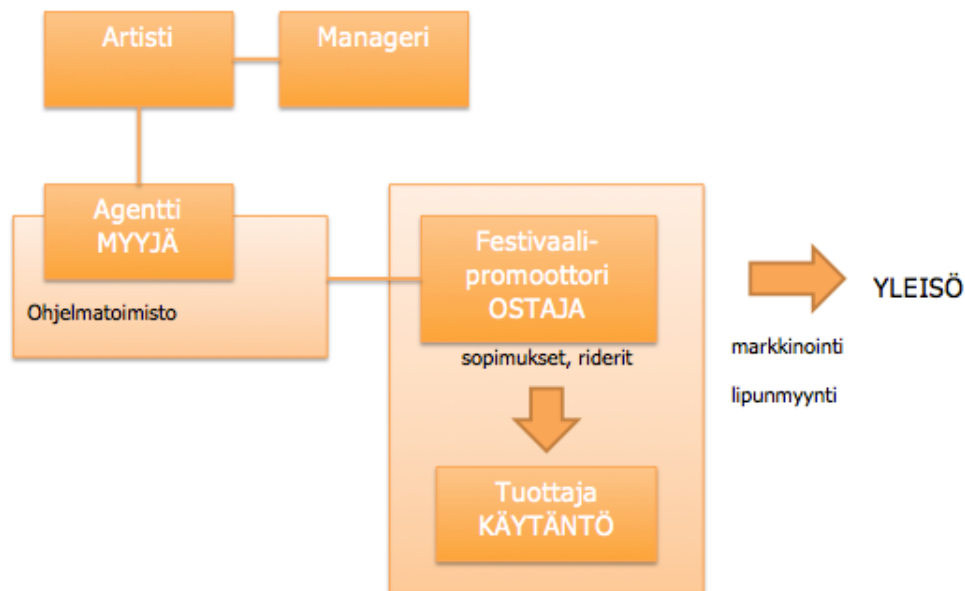 Artisti
Manageri
Agentti
MYYJÄ
Ohjelmatoimisto
Festivaali-
promoottori
OSTAJA
sopimukset, riderit
Tuottaja
KÄYTÄNTÖ
YLEISÖ
markkinointi
lipunmyynti